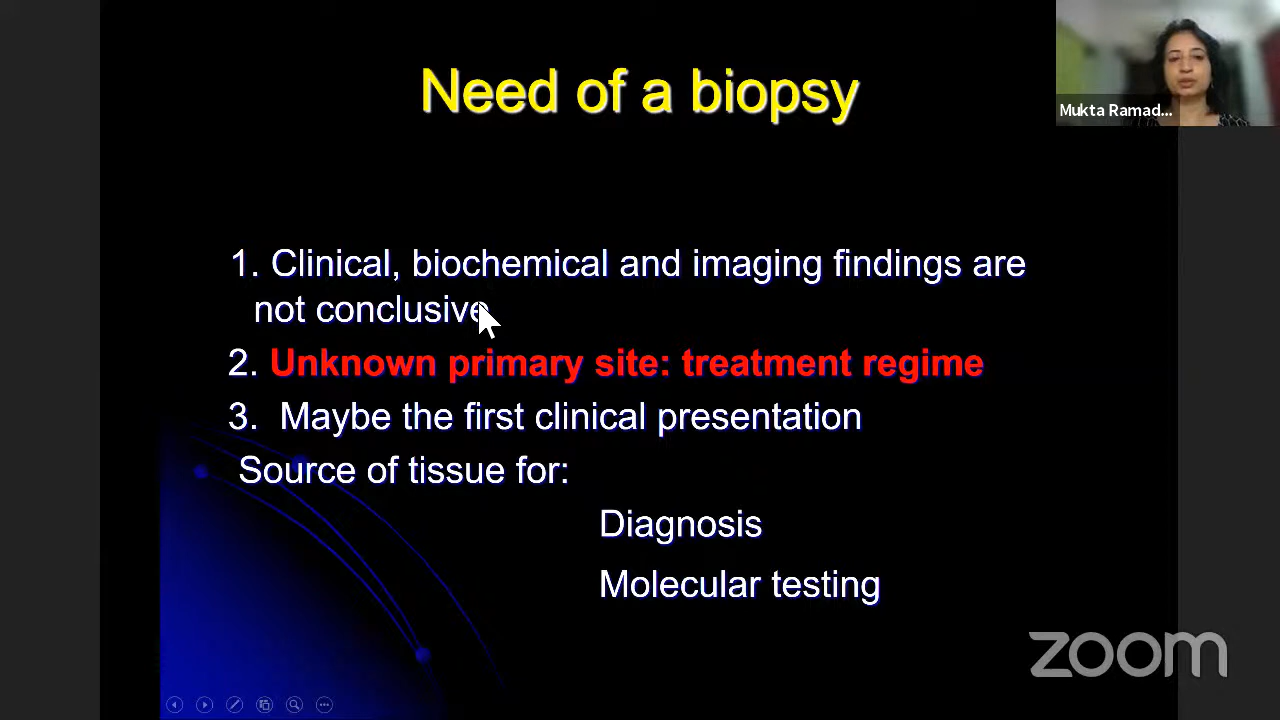 Need of a biopsy
Mukta Ramad...
1. Clinical, biochemical and imaging findings are
not conclusive
2. Unknown primary site: treatment regime
3. Maybe the first clinical presentation
Source of tissue for:
Diagnosis
Molecular testing
zoom